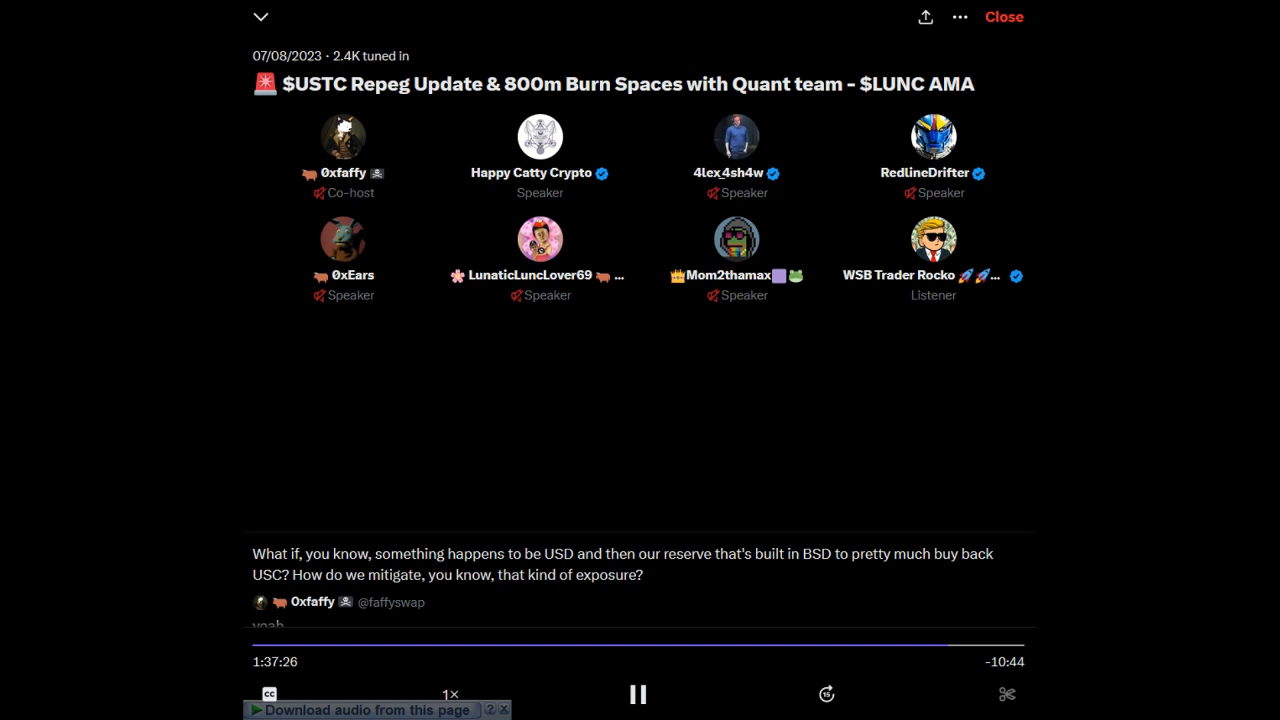 Close
07/08/2023 · 2.4K tuned in
🚨 $USTC Repeg Update & 800m Burn Spaces with Quant team - $LUNC AMA
🐂 0xfaffy 🏴‍☠️
Happy Catty Crypto
4lex_4sh4w
RedlineDrifter
Co-host
Speaker
Speaker
Speaker
🐂 0xEars
🌸 LunaticLuncLover69 🐂 ...
👑Mom2thamax🟪🐸
WSB Trader Rocko 🚀🚀...
Speaker
Speaker
Speaker
Listener
What if, you know, something happens to be USD and then our reserve that's built in BSD to pretty much buy back
USC? How do we mitigate, you know, that kind of exposure?
🐂 0xfaffy 🏴‍☠️ @faffyswap
yeah
1:37:26
-10:44
CC
1×
15
Download audio from this page ? X